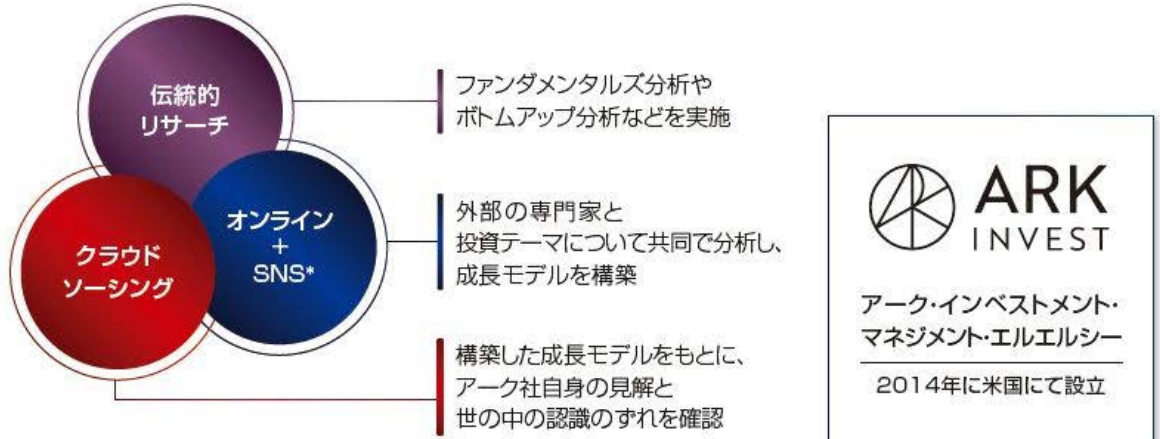 伝統的
リサーチ
ファンダメンタルズ分析や
ボトムアップ分析などを実施
オンライン
+
SNS*
外部の専門家と
投資テーマについて共同で分析し、
成長モデルを構築
クラウド
ソーシング
構築した成長モデルをもとに、
アーク社自身の見解と
世の中の認識のずれを確認
ARK
INVEST
アーク・インベストメント・
マネジメント・エルエルシー
2014年に米国にて設立